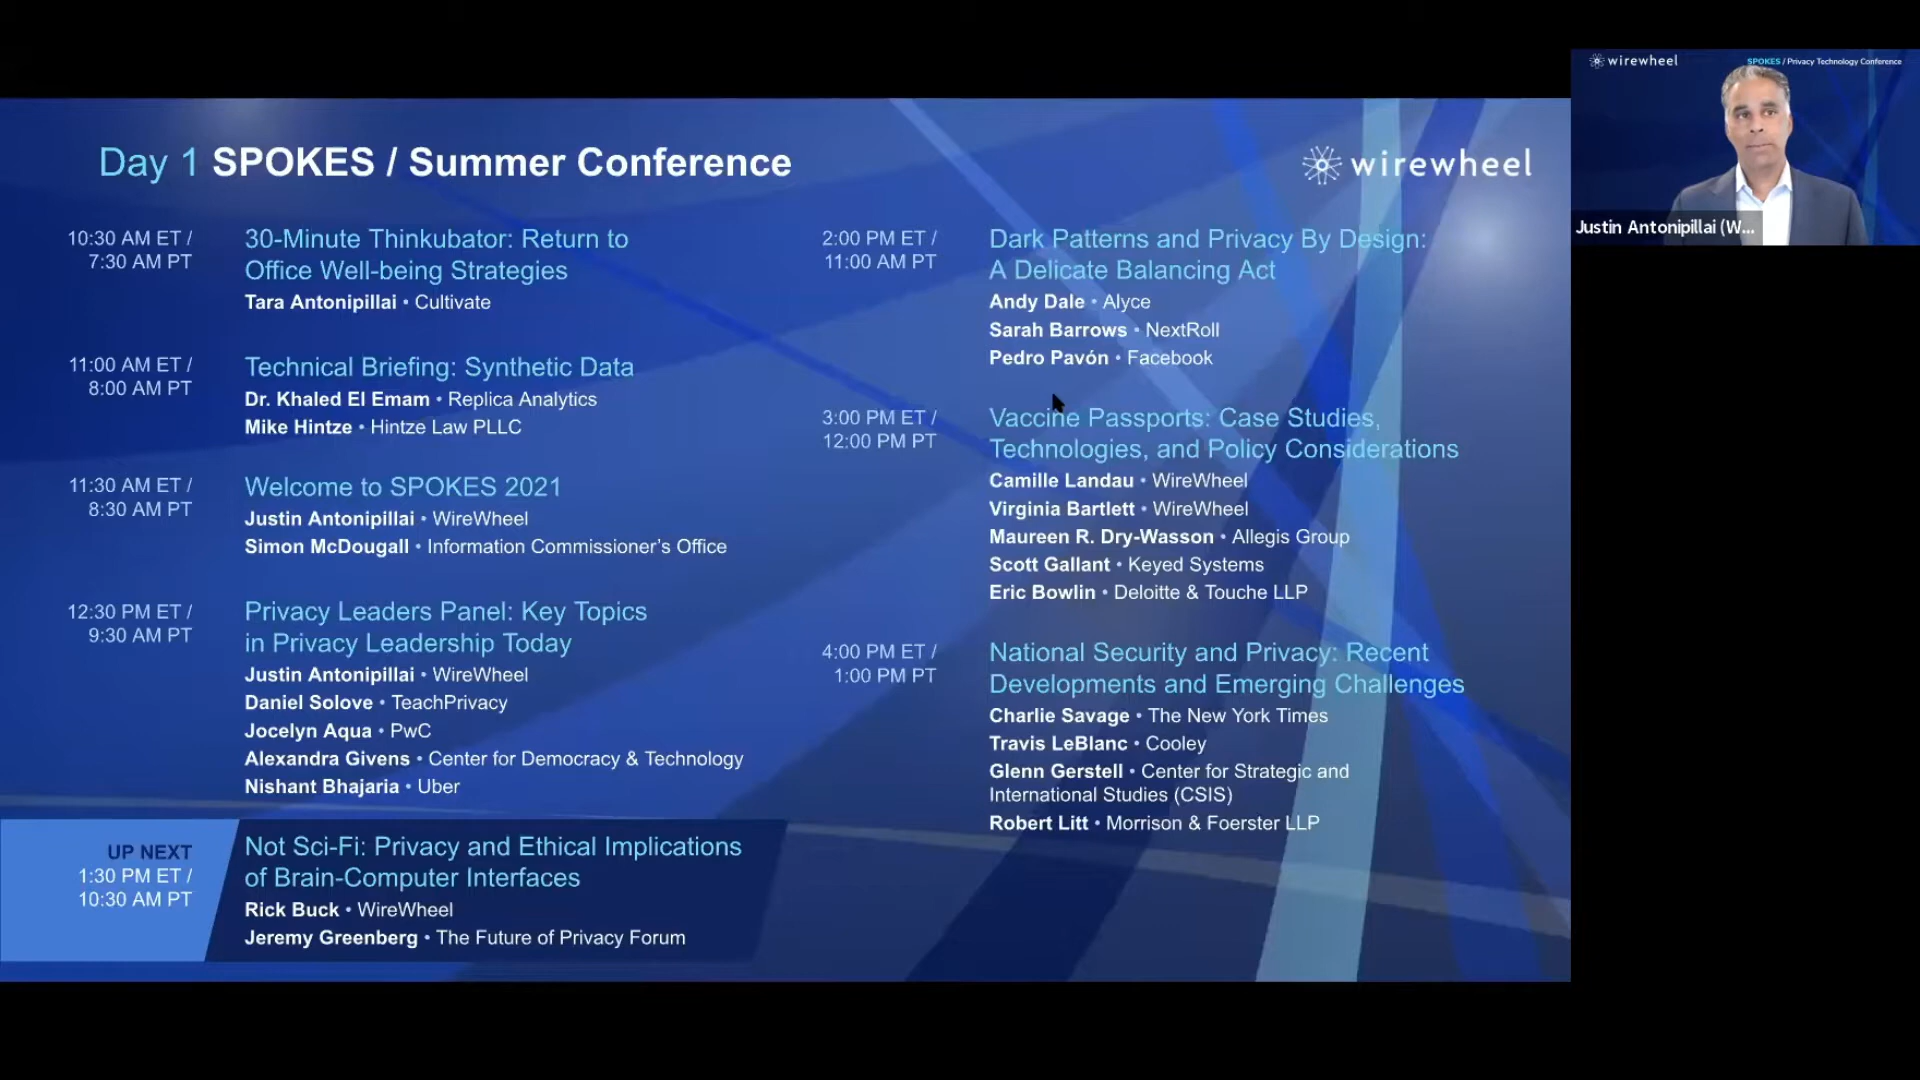 Day 1 SPOKES / Summer Conference
wirewheel
10:30 AM ET /
7:30 AM PT
30-Minute Thinkubator: Return to
Office Well-being Strategies
Tara Antonipillai • Cultivate
11:00 AM ET /
8:00 AM PT
Technical Briefing: Synthetic Data
Dr. Khaled El Emam • Replica Analytics
Mike Hintze • Hintze Law PLLC
11:30 AM ET /
8:30 AM PT
Welcome to SPOKES 2021
Justin Antonipillai • WireWheel
Simon McDougall • Information Commissioner’s Office
12:30 PM ET /
9:30 AM PT
Privacy Leaders Panel: Key Topics
in Privacy Leadership Today
Justin Antonipillai • WireWheel
Daniel Solove • TeachPrivacy
Jocelyn Aqua • PwC
Alexandra Givens • Center for Democracy & Technology
Nishant Bhajaria • Uber
UP NEXT
1:30 PM ET /
10:30 AM PT
Not Sci-Fi: Privacy and Ethical Implications
of Brain-Computer Interfaces
Rick Buck • WireWheel
Jeremy Greenberg • The Future of Privacy Forum
2:00 PM ET /
11:00 AM PT
Dark Patterns and Privacy By Design:
A Delicate Balancing Act
Andy Dale • Alyce
Sarah Barrows • NextRoll
Pedro Pavón • Facebook
3:00 PM ET /
12:00 PM PT
Vaccine Passports: Case Studies,
Technologies, and Policy Considerations
Camille Landau • WireWheel
Virginia Bartlett • WireWheel
Maureen R. Dry-Wasson • Allegis Group
Scott Gallant • Keyed Systems
Eric Bowlin • Deloitte & Touche LLP
4:00 PM ET /
1:00 PM PT
National Security and Privacy: Recent
Developments and Emerging Challenges
Charlie Savage • The New York Times
Travis LeBlanc • Cooley
Glenn Gerstell • Center for Strategic and
International Studies (CSIS)
Robert Litt • Morrison & Foerster LLP
wirewheel
SPOKES / Privacy Technology Conference
Justin Antonipillai (W...